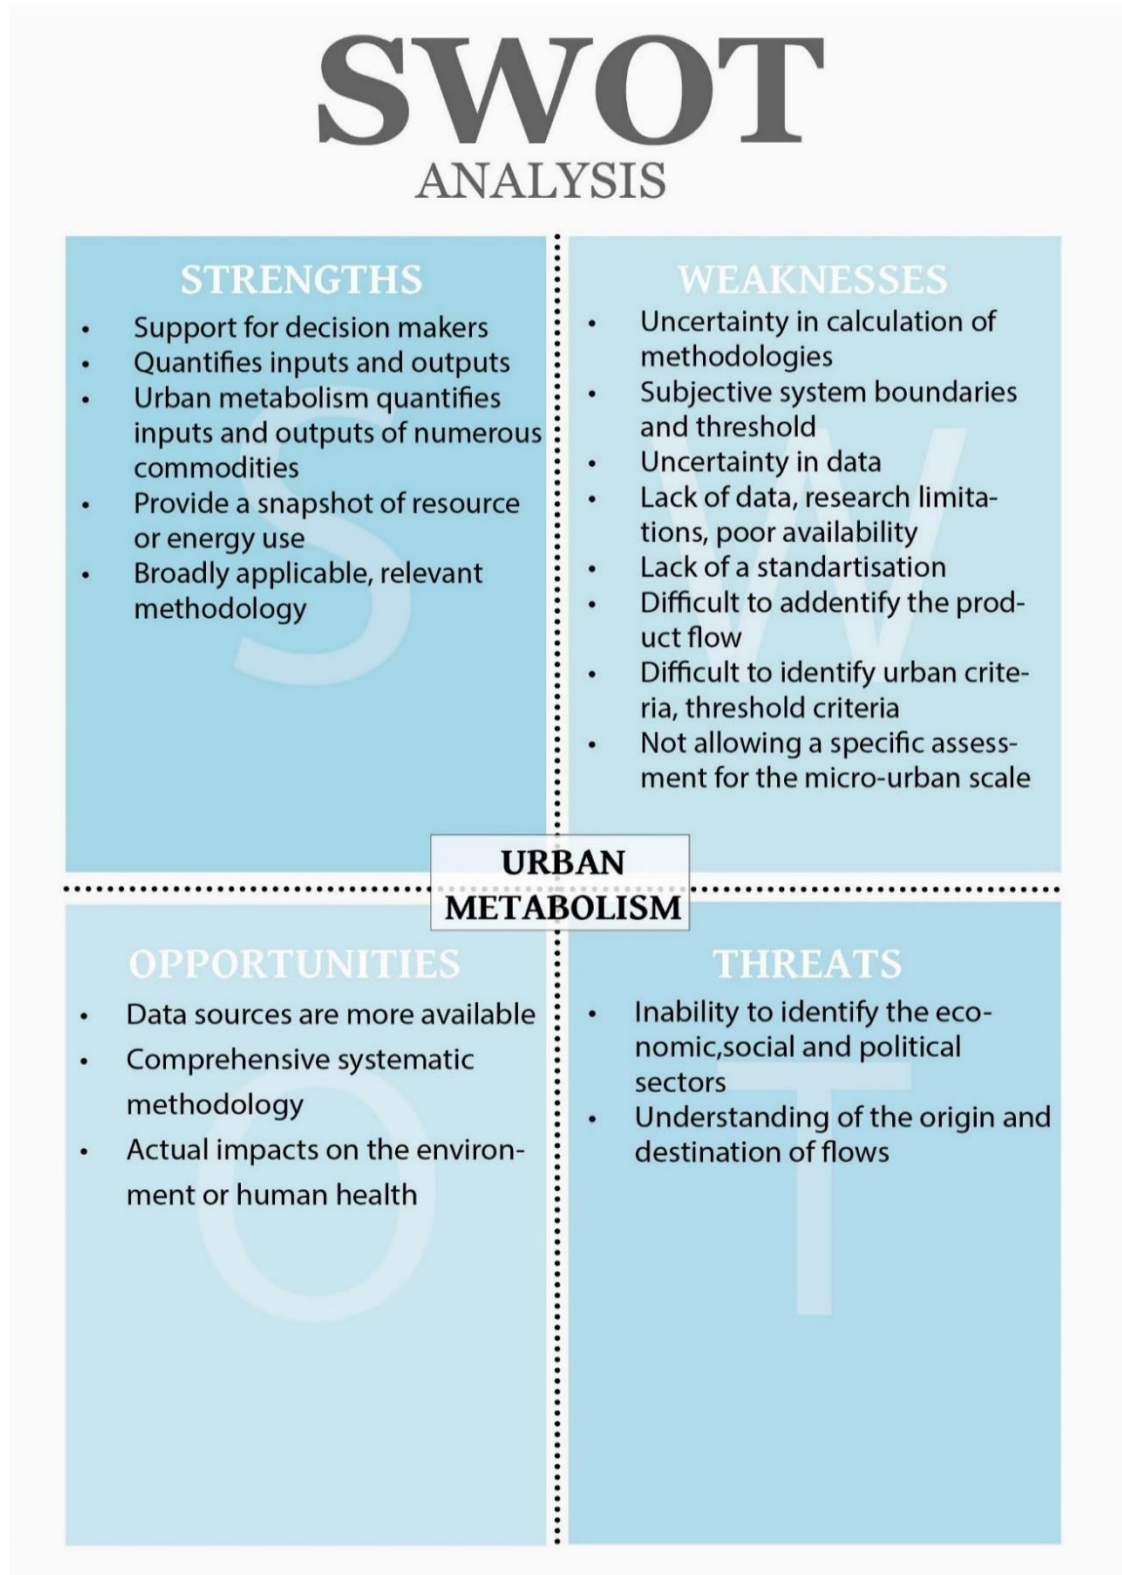 SWOT
ANALYSIS
STRENGTHS
• Support for decision makers
• Quantifies inputs and outputs
• Urban metabolism quantifies
inputs and outputs of numerous
commodities
• Provide a snapshot of resource
or energy use
• Broadly applicable, relevant
methodology
S
WEAKNESSES
• Uncertainty in calculation of
methodologies
• Subjective system boundaries
and threshold
• Uncertainty in data
• Lack of data, research limita-
tions, poor availability
• Lack of a standartisation
• Difficult to addentify the prod-
uct flow
• Difficult to identify urban crite-
ria, threshold criteria
• Not allowing a specific assess-
ment for the micro-urban scale
W
URBAN
METABOLISM
OPPORTUNITIES
• Data sources are more available
• Comprehensive systematic
methodology
• Actual impacts on the environ-
ment or human health
O
THREATS
• Inability to identify the eco-
nomic,social and political
sectors
• Understanding of the origin and
destination of flows
T